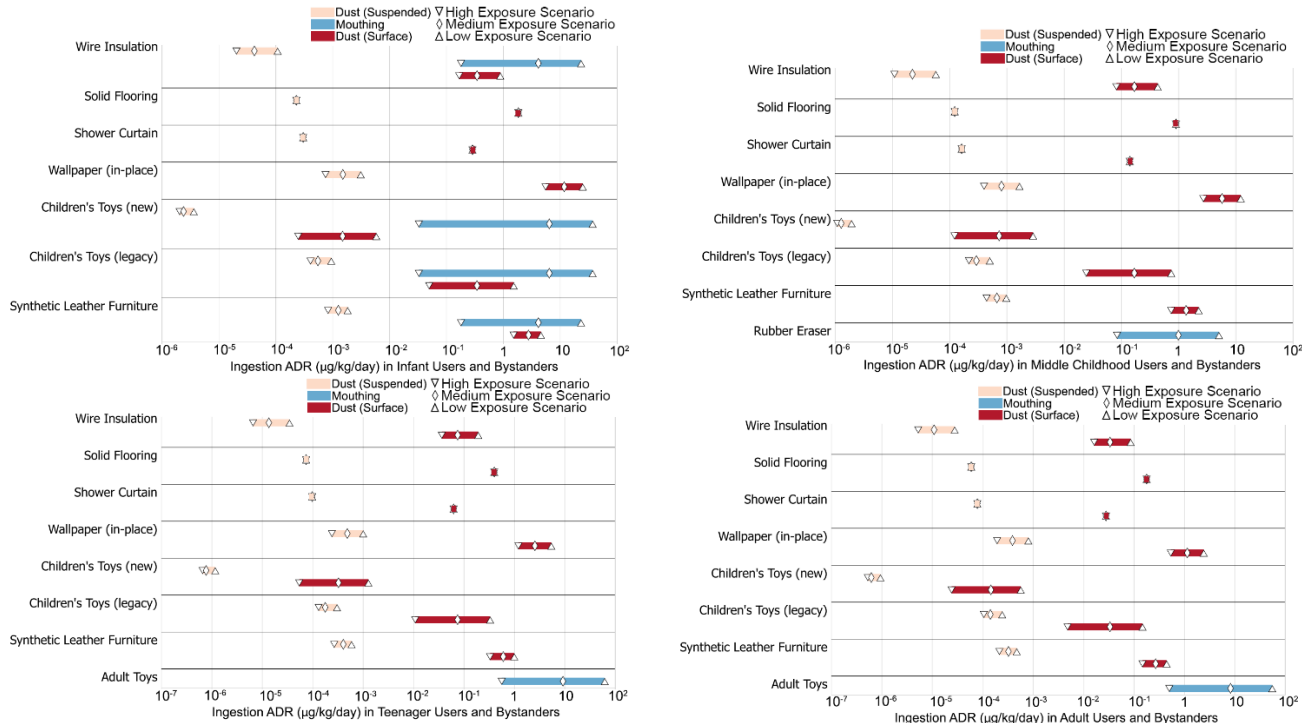 Dust (Suspended) ▽ High Exposure Scenario
Mouthing ◇ Medium Exposure Scenario
Dust (Surface) △ Low Exposure Scenario
Wire Insulation
Solid Flooring
Shower Curtain
Wallpaper (in-place)
Children's Toys (new)
Children's Toys (legacy)
Synthetic Leather Furniture
10⁻⁶ 10⁻⁵ 10⁻⁴ 10⁻³ 10⁻² 10⁻¹ 1 10 10²
Ingestion ADR (µg/kg/day) in Infant Users and Bystanders
Dust (Suspended) ▽ High Exposure Scenario
Mouthing ◇ Medium Exposure Scenario
Dust (Surface) △ Low Exposure Scenario
Wire Insulation
Solid Flooring
Shower Curtain
Wallpaper (in-place)
Children's Toys (new)
Children's Toys (legacy)
Synthetic Leather Furniture
Rubber Eraser
10⁻⁶ 10⁻⁵ 10⁻⁴ 10⁻³ 10⁻² 10⁻¹ 1 10 10²
Ingestion ADR (µg/kg/day) in Middle Childhood Users and Bystanders
Dust (Suspended) ▽ High Exposure Scenario
Mouthing ◇ Medium Exposure Scenario
Dust (Surface) △ Low Exposure Scenario
Wire Insulation
Solid Flooring
Shower Curtain
Wallpaper (in-place)
Children's Toys (new)
Children's Toys (legacy)
Synthetic Leather Furniture
Adult Toys
10⁻⁷ 10⁻⁶ 10⁻⁵ 10⁻⁴ 10⁻³ 10⁻² 10⁻¹ 1 10 10²
Ingestion ADR (µg/kg/day) in Teenager Users and Bystanders
Dust (Suspended) ▽ High Exposure Scenario
Mouthing ◇ Medium Exposure Scenario
Dust (Surface) △ Low Exposure Scenario
Wire Insulation
Solid Flooring
Shower Curtain
Wallpaper (in-place)
Children's Toys (new)
Children's Toys (legacy)
Synthetic Leather Furniture
Adult Toys
10⁻⁷ 10⁻⁶ 10⁻⁵ 10⁻⁴ 10⁻³ 10⁻² 10⁻¹ 1 10 10²
Ingestion ADR (µg/kg/day) in Adult Users and Bystanders